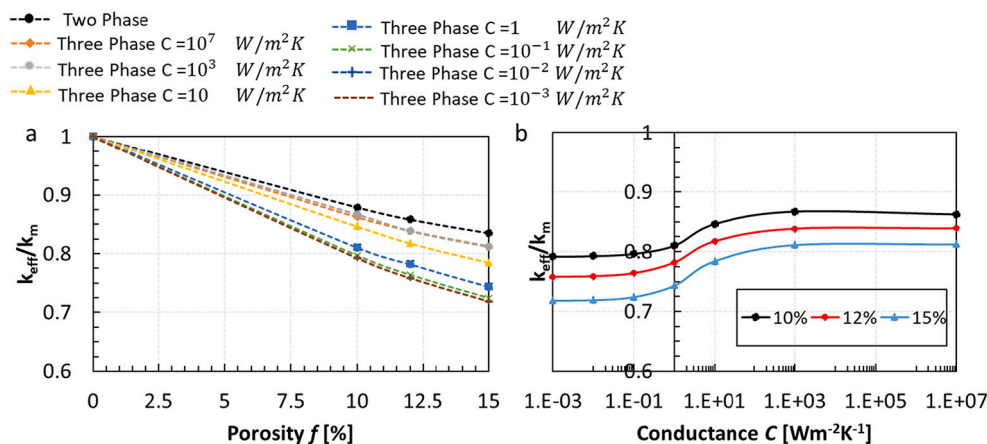 Two Phase
Three Phase C =10⁷ W/m²K
Three Phase C =10³ W/m²K
Three Phase C =10 W/m²K
Three Phase C =1 W/m²K
Three Phase C =10⁻¹ W/m²K
Three Phase C =10⁻² W/m²K
Three Phase C =10⁻³ W/m²K
a
1
0.9
0.8
0.7
0.6
k_eff/k_m
0 2.5 5 7.5 10 12.5 15
Porosity f [%]
b
1
0.9
0.8
0.7
0.6
k_eff/k_m
10% 12% 15%
1.E-03 1.E-01 1.E+01 1.E+03 1.E+05 1.E+07
Conductance C [Wm⁻²K⁻¹]